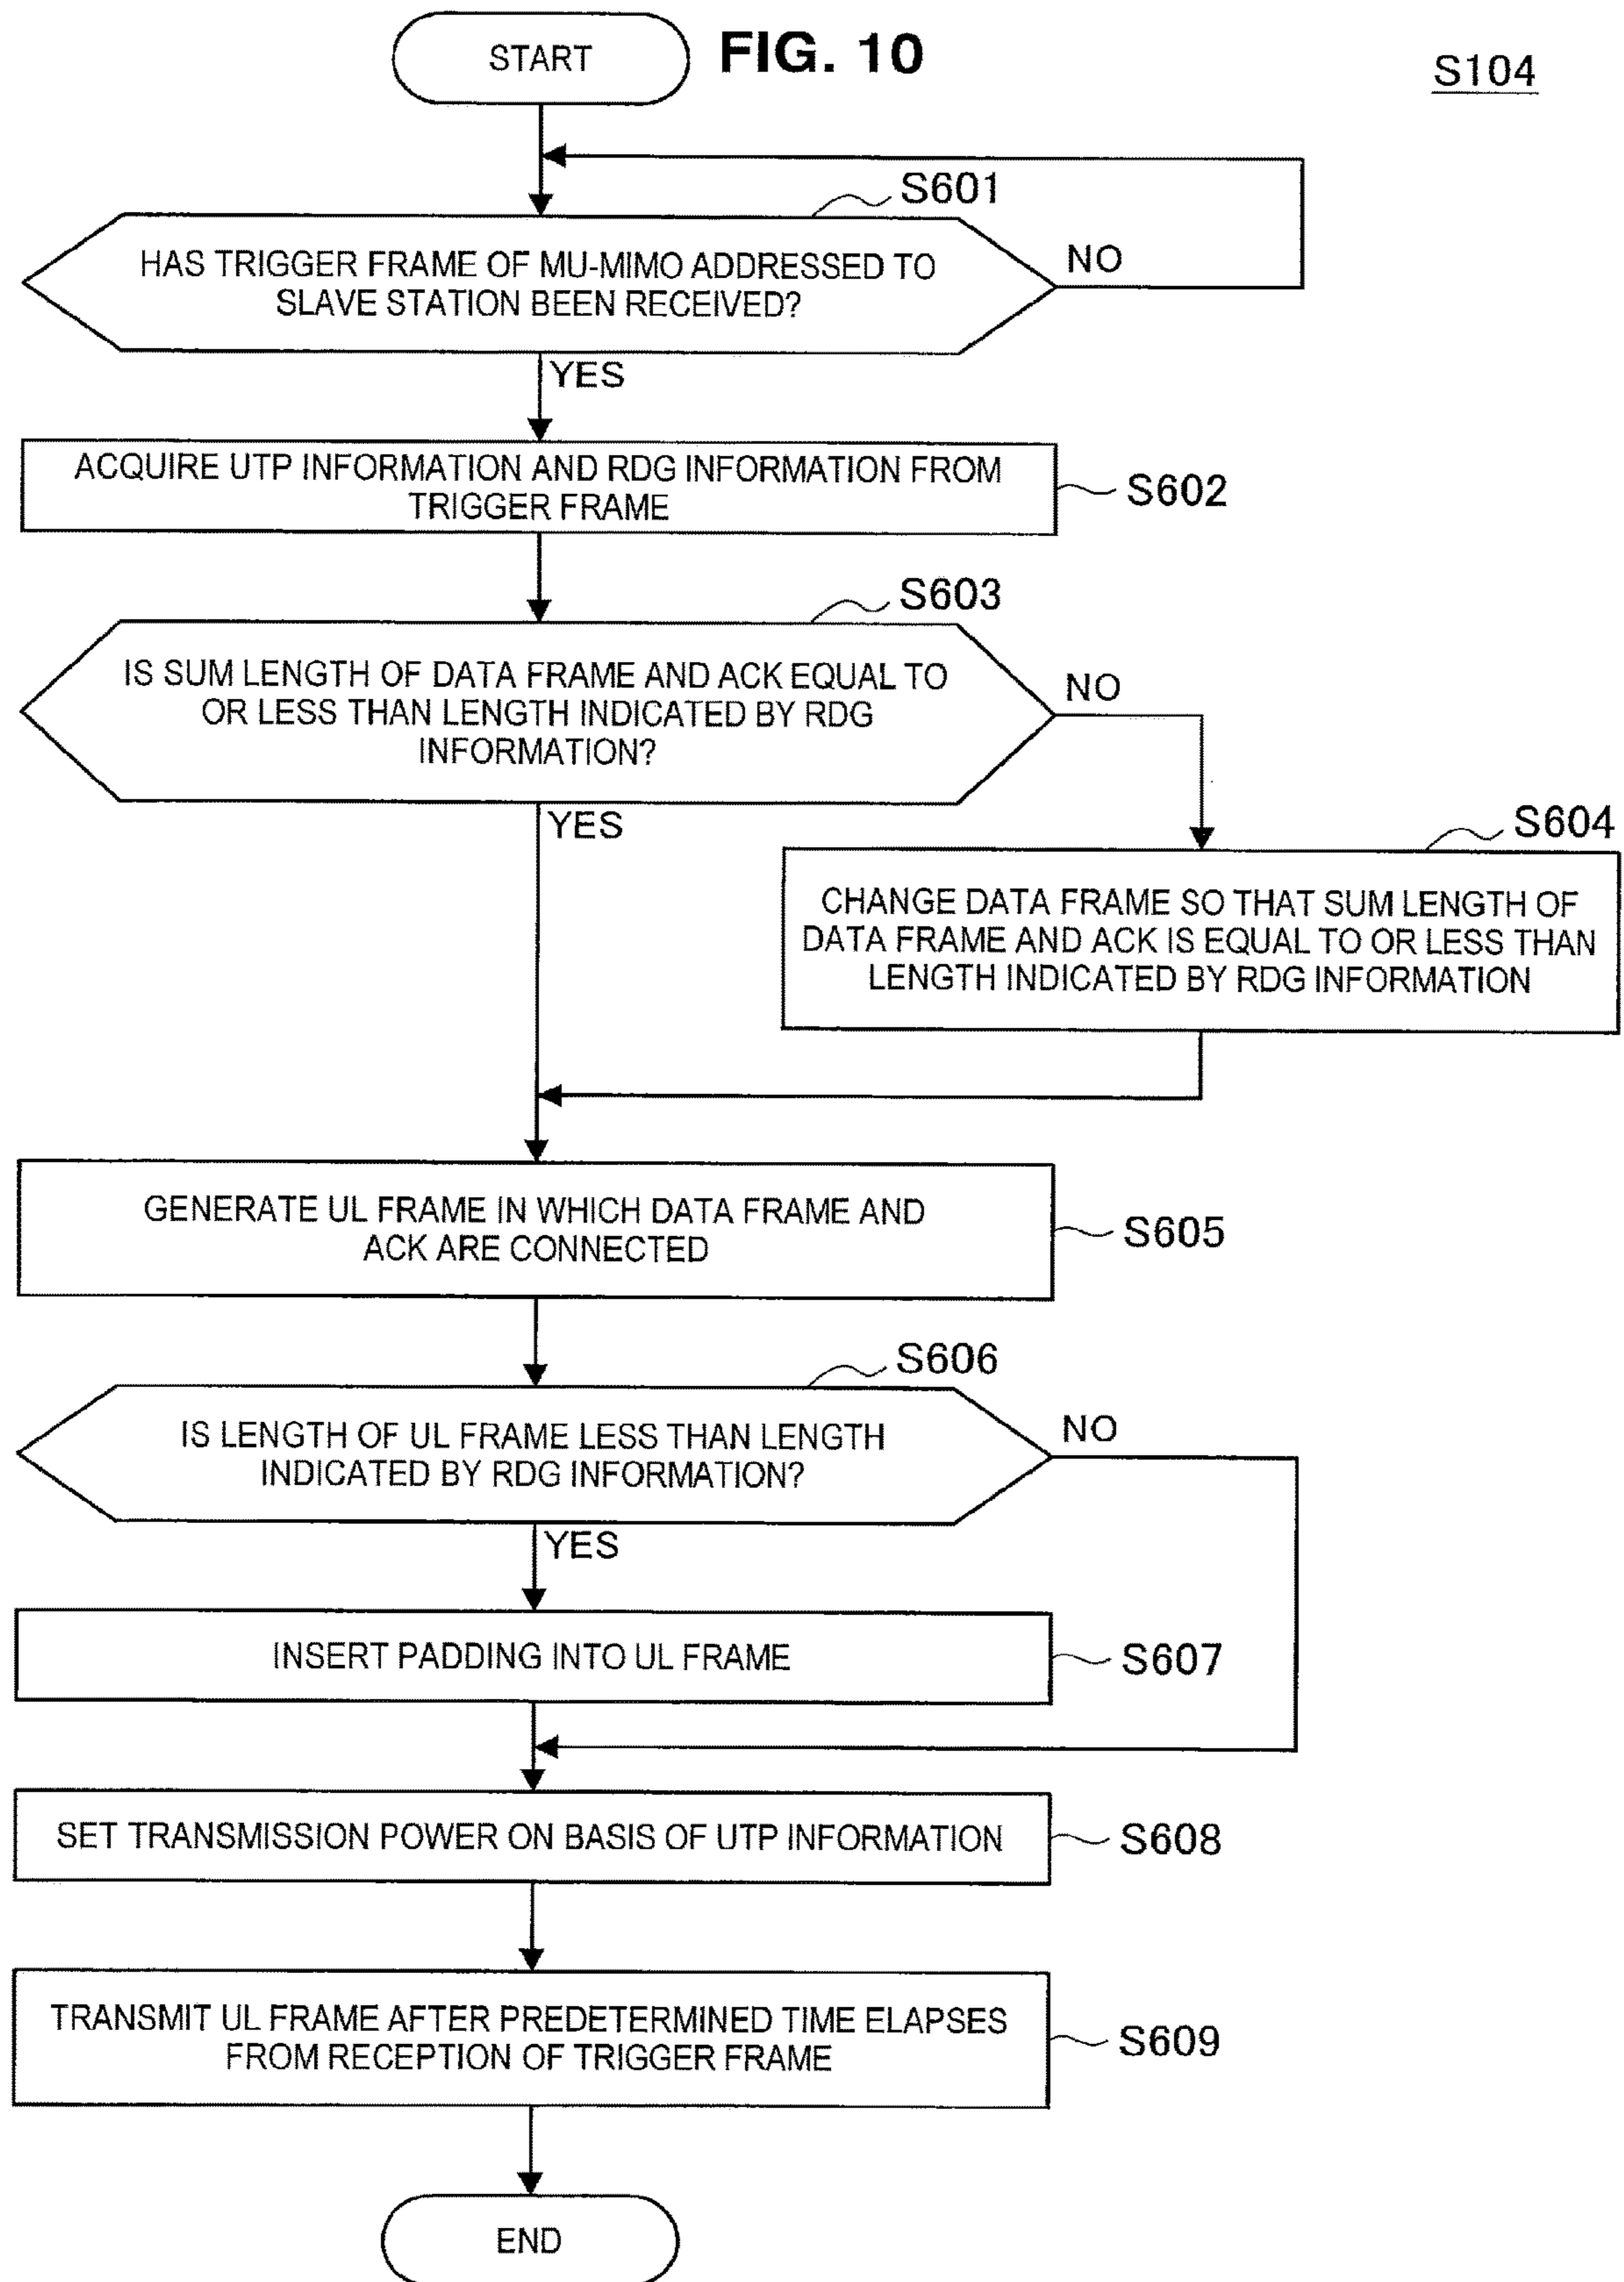 START
FIG. 10
S104
S601
HAS TRIGGER FRAME OF MU-MIMO ADDRESSED TO
SLAVE STATION BEEN RECEIVED?
NO
YES
ACQUIRE UTP INFORMATION AND RDG INFORMATION FROM
TRIGGER FRAME
S602
S603
IS SUM LENGTH OF DATA FRAME AND ACK EQUAL TO
OR LESS THAN LENGTH INDICATED BY RDG
INFORMATION?
NO
YES
S604
CHANGE DATA FRAME SO THAT SUM LENGTH OF
DATA FRAME AND ACK IS EQUAL TO OR LESS THAN
LENGTH INDICATED BY RDG INFORMATION
GENERATE UL FRAME IN WHICH DATA FRAME AND
ACK ARE CONNECTED
S605
S606
IS LENGTH OF UL FRAME LESS THAN LENGTH
INDICATED BY RDG INFORMATION?
NO
YES
INSERT PADDING INTO UL FRAME
S607
SET TRANSMISSION POWER ON BASIS OF UTP INFORMATION
S608
TRANSMIT UL FRAME AFTER PREDETERMINED TIME ELAPSES
FROM RECEPTION OF TRIGGER FRAME
S609
END